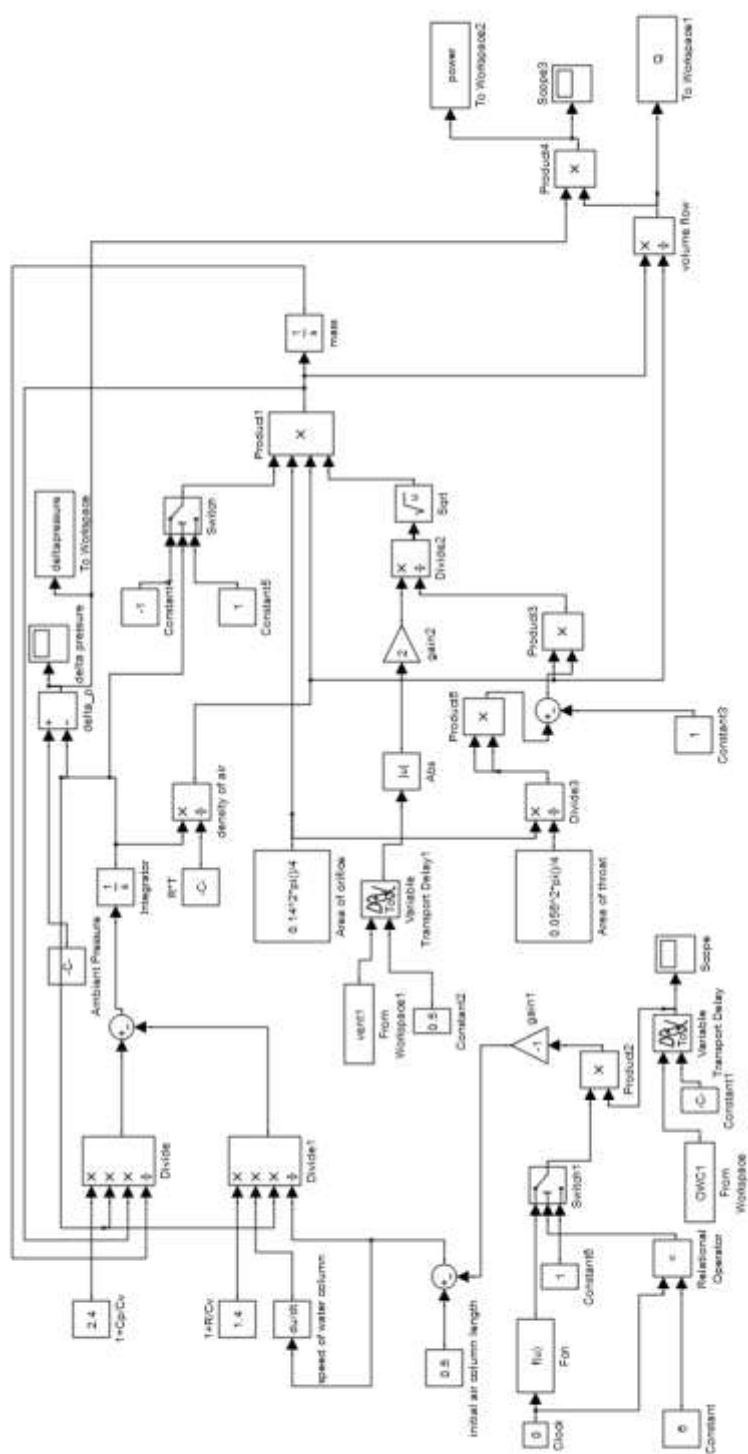 2.4
1+Cp/Cv
1.4
1+R/Cv
du/dt
speed of water column
0.5
initial air column length
0
Clock
6
Constant
f(u)
Fcn
1
Constant6
<
Relational
Operator
Switch1
OWC1
From
Workspace
-C-
Constant1
Variable
Transport Delay
Scope
×
Product2
-1
gain1
×
×
×
÷
Divide
×
×
×
÷
Divide1
-C-
Ambient Pressure
1
s
Integrator
-C-
R*T
×
÷
density of air
+
−
delta_p
delta pressure
deltapressure
To Workspace
-1
Constant4
1
Constant5
Switch
0.14^2*pi()/4
Area of orifice
vent1
From
Workspace1
0.5
Constant2
Variable
Transport Delay1
|u|
Abs
2
gain2
×
÷
Divide2
√u
Sqrt
0.056^2*pi()/4
Area of throat
×
÷
Divide3
×
Product5
1
Constant3
×
Product3
×
Product1
1
s
mass
×
÷
volume flow
×
Product4
power
To Workspace2
Scope3
Q
To Workspace1